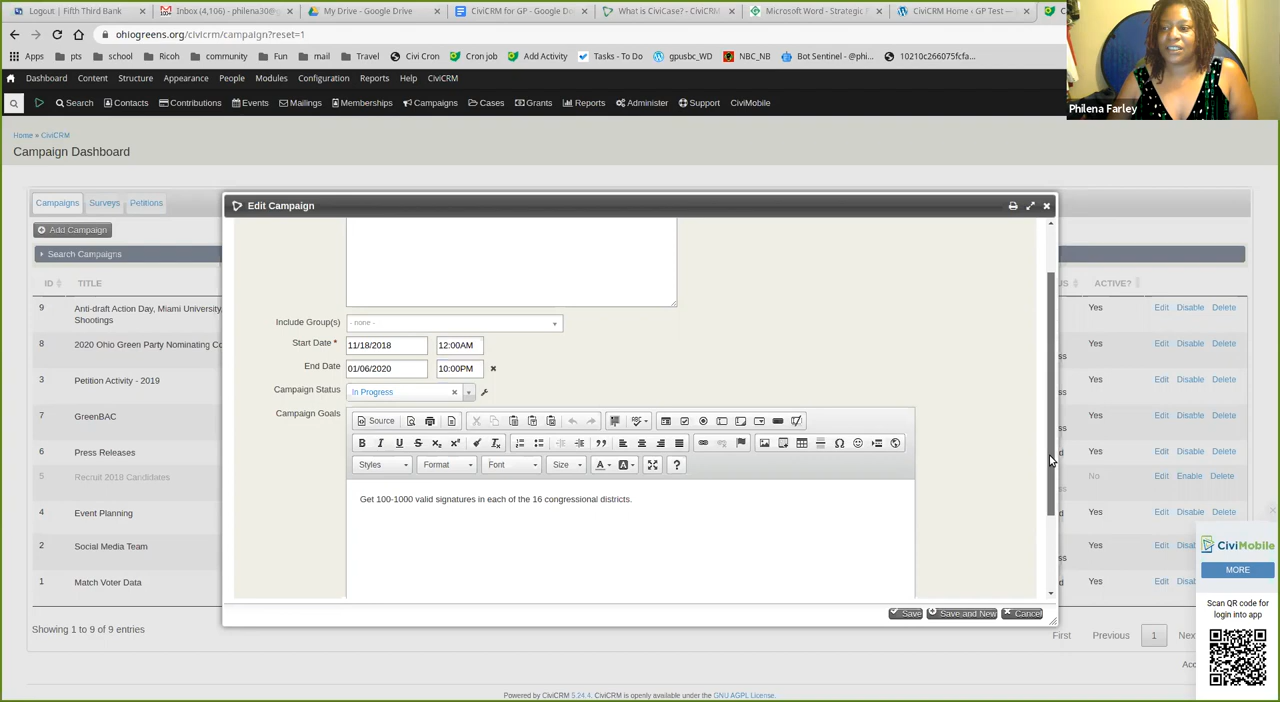 Logout | Fifth Third Bank
Inbox (4,106) - philena30@g
My Drive - Google Drive
CiviCRM for GP - Google Do
What is CiviCase? - CiviCRM
Microsoft Word - Strategic
CiviCRM Home ‹ GP Test —
ohiogreens.org/civicrm/campaign?reset=1
Apps pts school Ricoh community Fun mail Travel Civi Cron Cron job Add Activity Tasks - To Do gpusbc_WD NBC_NB Bot Sentinel - @phi... 10210c266075fcfa...
Dashboard Content Structure Appearance People Modules Configuration Reports Help CiviCRM
Search Contacts Contributions Events Mailings Memberships Campaigns Cases Grants Reports Administer Support CiviMobile
Philena Farley
Home » CiviCRM
Campaign Dashboard
Campaigns Surveys Petitions
Add Campaign
Search Campaigns
ID TITLE US ACTIVE?
9 Anti-draft Action Day, Miami University
Shootings
Yes Edit Disable Delete
8 2020 Ohio Green Party Nominating Co
Yes Edit Disable Delete
ss
3 Petition Activity - 2019
Yes Edit Disable Delete
ss
7 GreenBAC
Yes Edit Disable Delete
ss
6 Press Releases
d Yes Edit Disable Delete
5 Recruit 2018 Candidates
No Edit Enable Delete
ss
4 Event Planning
d Yes Edit Disable Delete
2 Social Media Team
Yes Edit Disab
ss
1 Match Voter Data
d Yes Edit Disab
Showing 1 to 9 of 9 entries
First Previous 1 Nex
Acc
Edit Campaign
Include Group(s) - none -
Start Date * 11/18/2018 12:00AM
End Date 01/06/2020 10:00PM
Campaign Status In Progress
Campaign Goals
Source
Styles Format Font Size
Get 100-1000 valid signatures in each of the 16 congressional districts.
Save Save and New Cancel
CiviMobile
MORE
Scan QR code for
login into app
Powered by CiviCRM 5.24.4. CiviCRM is openly available under the GNU AGPL License.